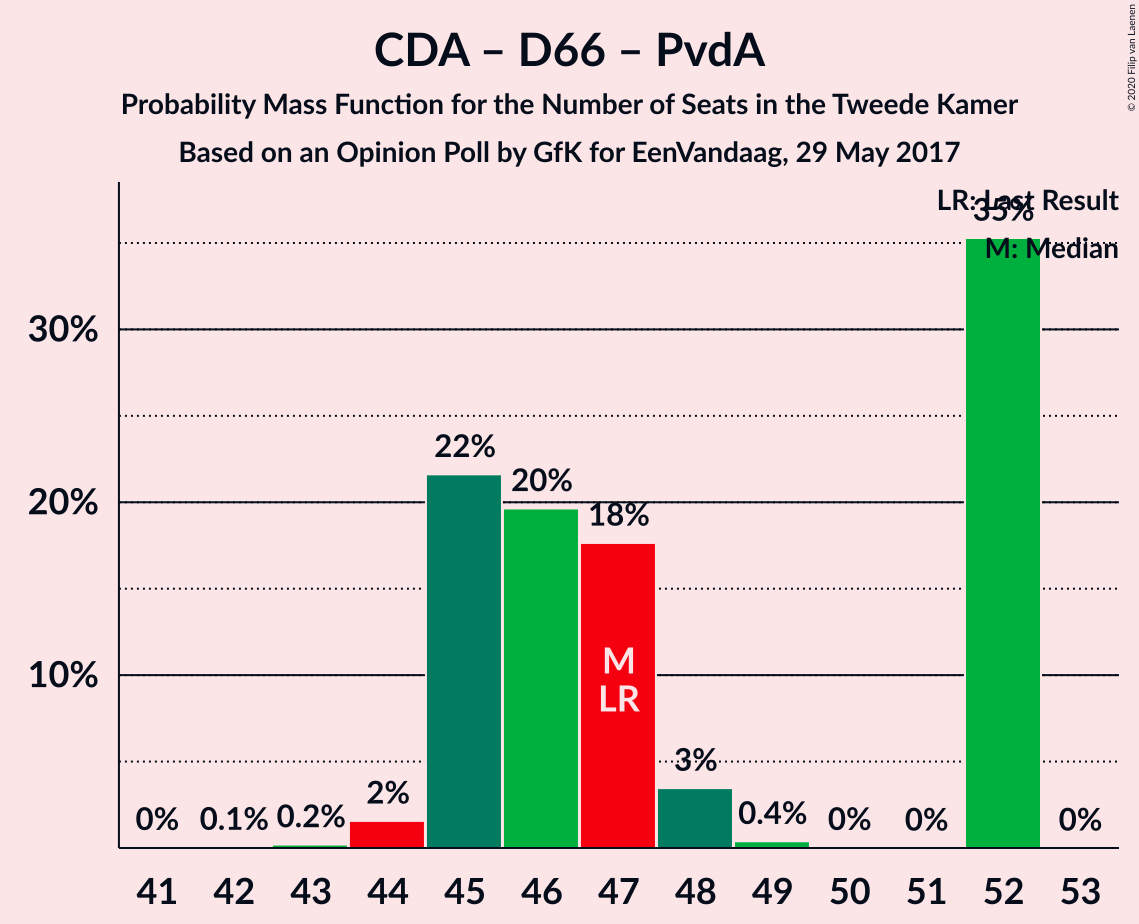 CDA – D66 – PvdA
Probability Mass Function for the Number of Seats in the Tweede Kamer
Based on an Opinion Poll by GfK for EenVandaag, 29 May 2017
© 2020 Filip van Laenen
LR: Last Result
M: Median
35%
30%
22%
20%
20%
18%
M
LR
10%
3%
2%
0%
0.1%
0.2%
0.4%
0%
0%
0%
41 42 43 44 45 46 47 48 49 50 51 52 53